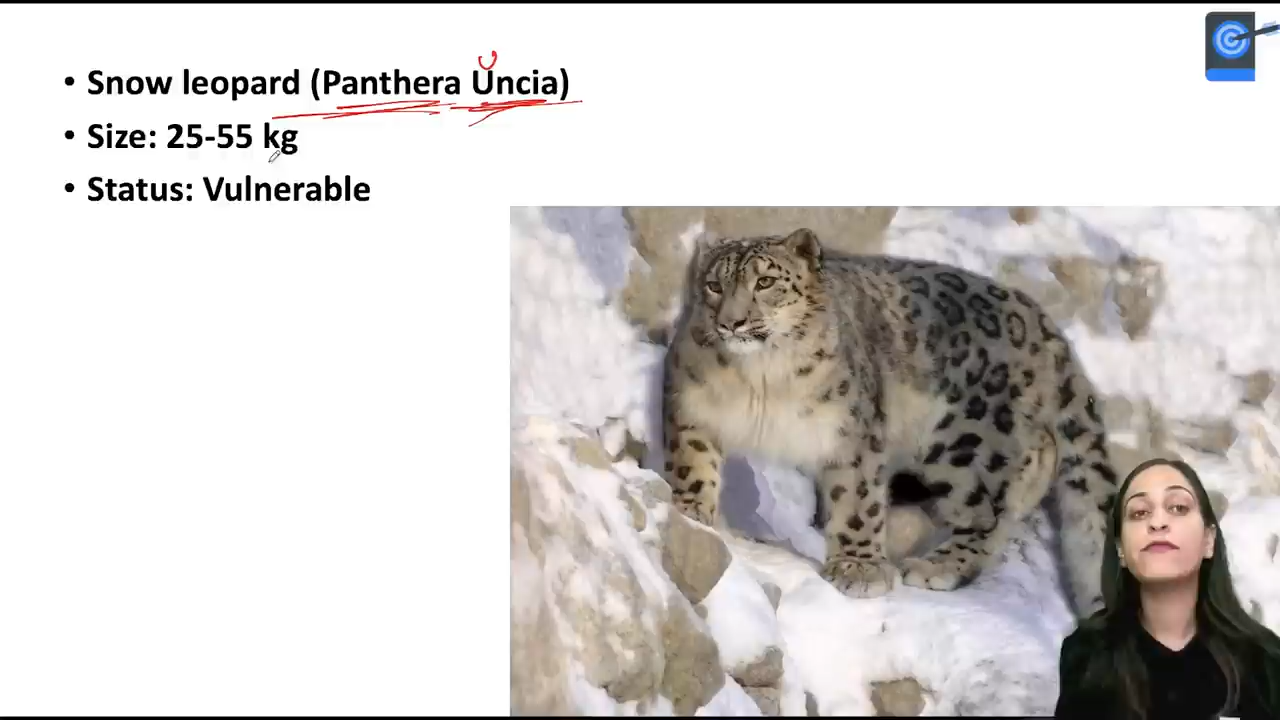 • Snow leopard (Panthera Uncia)
• Size: 25-55 kg
• Status: Vulnerable